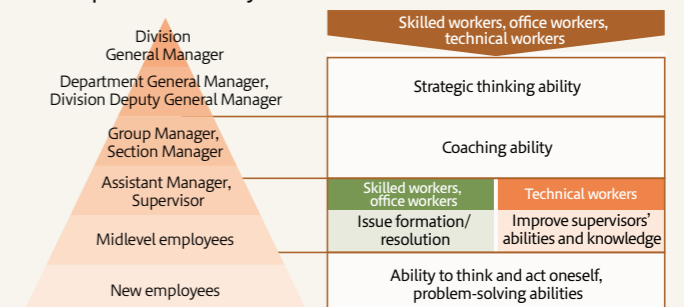 Division
General Manager
Department General Manager,
Division Deputy General Manager
Group Manager,
Section Manager
Assistant Manager,
Supervisor
Midlevel employees
New employees
Skilled workers, office workers,
technical workers
Strategic thinking ability
Coaching ability
Skilled workers,
office workers
Issue formation/
resolution
Technical workers
Improve supervisors'
abilities and knowledge
Ability to think and act oneself,
problem-solving abilities